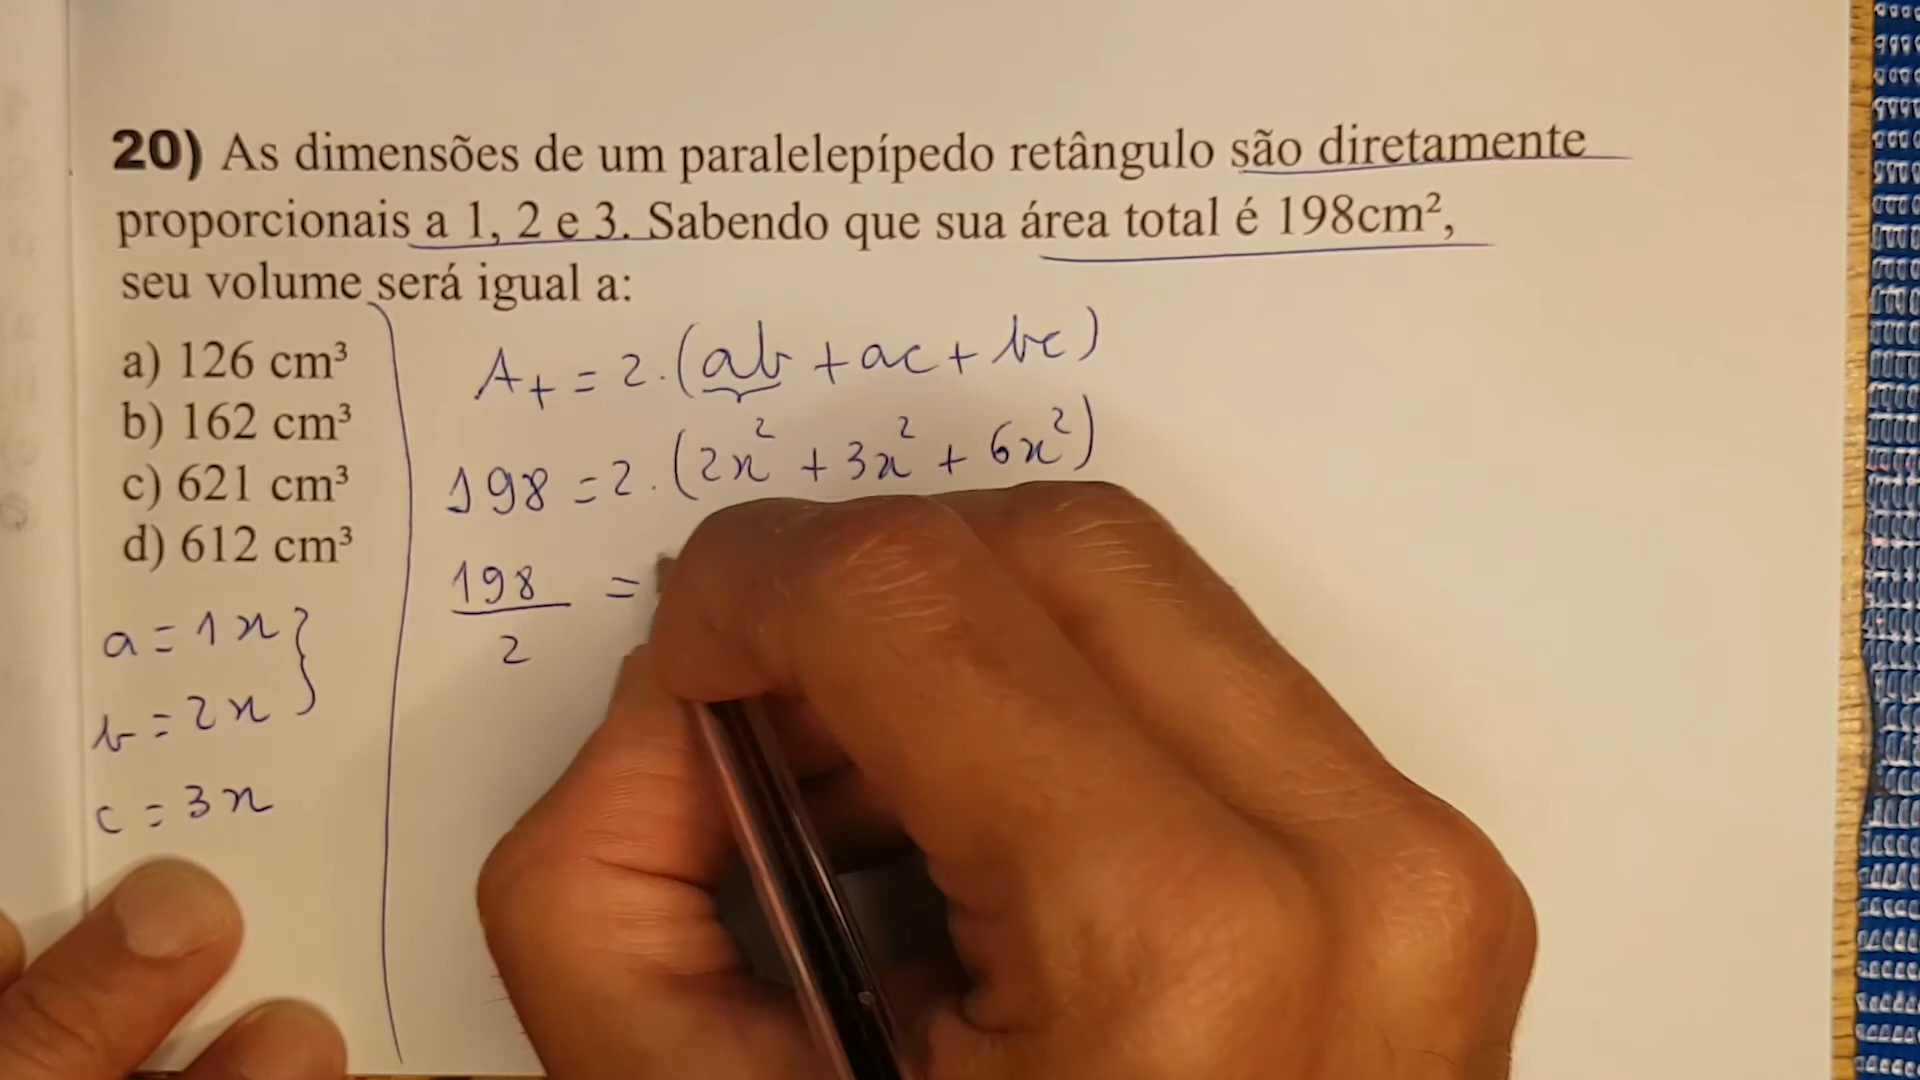 20) As dimensões de um paralelepípedo retângulo são diretamente
proporcionais a 1, 2 e 3. Sabendo que sua área total é 198cm²,
seu volume será igual a:
a) 126 cm³
b) 162 cm³
c) 621 cm³
d) 612 cm³
a = 1x
b = 2x
c = 3x
A_t = 2.(ab + ac + bc)
198 = 2.(2x² + 3x² + 6x²)
198/2 =